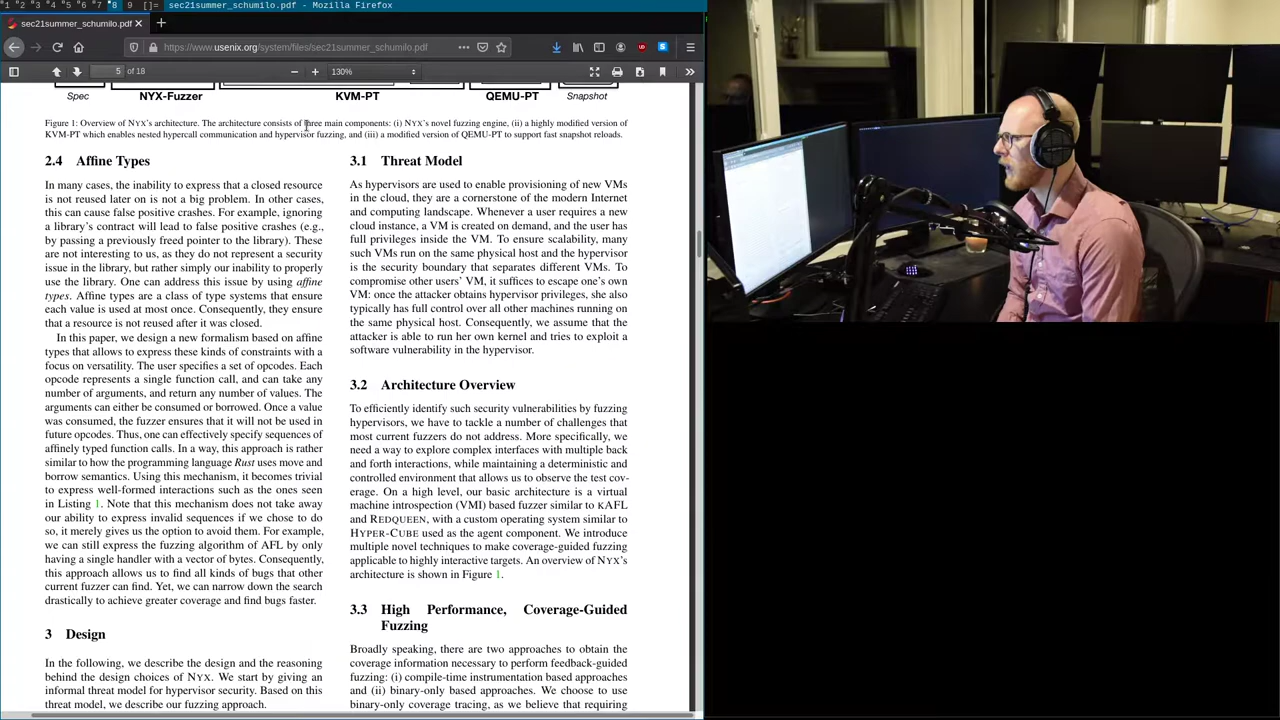 1 2 3 4 5 6 7 8 9 []= sec21summer_schumilo.pdf - Mozilla Firefox
sec21summer_schumilo.pdf
https://www.usenix.org/system/files/sec21summer_schumilo.pdf
5 of 18
130%
Spec NYX-Fuzzer KVM-PT QEMU-PT Snapshot
Figure 1: Overview of NYX's architecture. The architecture consists of three main components: (i) NYX's novel fuzzing engine, (ii) a highly modified version of
KVM-PT which enables nested hypercall communication and hypervisor fuzzing, and (iii) a modified version of QEMU-PT to support fast snapshot reloads.
2.4 Affine Types
In many cases, the inability to express that a closed resource
is not reused later on is not a big problem. In other cases,
this can cause false positive crashes. For example, ignoring
a library's contract will lead to false positive crashes (e.g.,
by passing a previously freed pointer to the library). These
are not interesting to us, as they do not represent a security
issue in the library, but rather simply our inability to properly
use the library. One can address this issue by using affine
types. Affine types are a class of type systems that ensure
each value is used at most once. Consequently, they ensure
that a resource is not reused after it was closed.
In this paper, we design a new formalism based on affine
types that allows to express these kinds of constraints with a
focus on versatility. The user specifies a set of opcodes. Each
opcode represents a single function call, and can take any
number of arguments, and return any number of values. The
arguments can either be consumed or borrowed. Once a value
was consumed, the fuzzer ensures that it will not be used in
future opcodes. Thus, one can effectively specify sequences of
affinely typed function calls. In a way, this approach is rather
similar to how the programming language Rust uses move and
borrow semantics. Using this mechanism, it becomes trivial
to express well-formed interactions such as the ones seen
in Listing 1. Note that this mechanism does not take away
our ability to express invalid sequences if we chose to do
so, it merely gives us the option to avoid them. For example,
we can still express the fuzzing algorithm of AFL by only
having a single handler with a vector of bytes. Consequently,
this approach allows us to find all kinds of bugs that other
current fuzzer can find. Yet, we can narrow down the search
drastically to achieve greater coverage and find bugs faster.
3 Design
In the following, we describe the design and the reasoning
behind the design choices of NYX. We start by giving an
informal threat model for hypervisor security. Based on this
threat model, we describe our fuzzing approach.
3.1 Threat Model
As hypervisors are used to enable provisioning of new VMs
in the cloud, they are a cornerstone of the modern Internet
and computing landscape. Whenever a user requires a new
cloud instance, a VM is created on demand, and the user has
full privileges inside the VM. To ensure scalability, many
such VMs run on the same physical host and the hypervisor
is the security boundary that separates different VMs. To
compromise other users' VM, it suffices to escape one's own
VM: once the attacker obtains hypervisor privileges, she also
typically has full control over all other machines running on
the same physical host. Consequently, we assume that the
attacker is able to run her own kernel and tries to exploit a
software vulnerability in the hypervisor.
3.2 Architecture Overview
To efficiently identify such security vulnerabilities by fuzzing
hypervisors, we have to tackle a number of challenges that
most current fuzzers do not address. More specifically, we
need a way to explore complex interfaces with multiple back
and forth interactions, while maintaining a deterministic and
controlled environment that allows us to observe the test cov-
erage. On a high level, our basic architecture is a virtual
machine introspection (VMI) based fuzzer similar to KAFL
and REDQUEEN, with a custom operating system similar to
HYPER-CUBE used as the agent component. We introduce
multiple novel techniques to make coverage-guided fuzzing
applicable to highly interactive targets. An overview of NYX's
architecture is shown in Figure 1.
3.3 High Performance, Coverage-Guided
Fuzzing
Broadly speaking, there are two approaches to obtain the
coverage information necessary to perform feedback-guided
fuzzing: (i) compile-time instrumentation based approaches
and (ii) binary-only based approaches. We choose to use
binary-only coverage tracing, as we believe that requiring